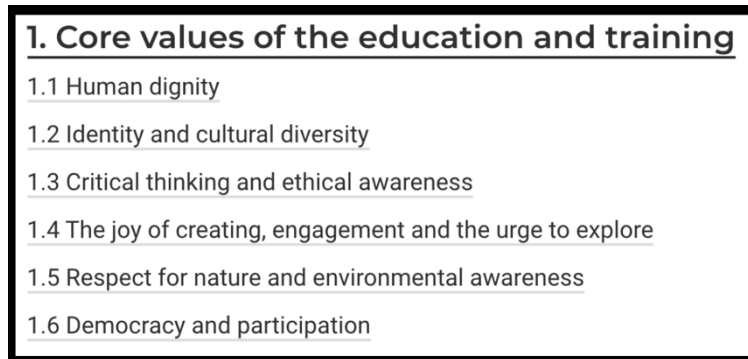 1. Core values of the education and training
1.1 Human dignity
1.2 Identity and cultural diversity
1.3 Critical thinking and ethical awareness
1.4 The joy of creating, engagement and the urge to explore
1.5 Respect for nature and environmental awareness
1.6 Democracy and participation